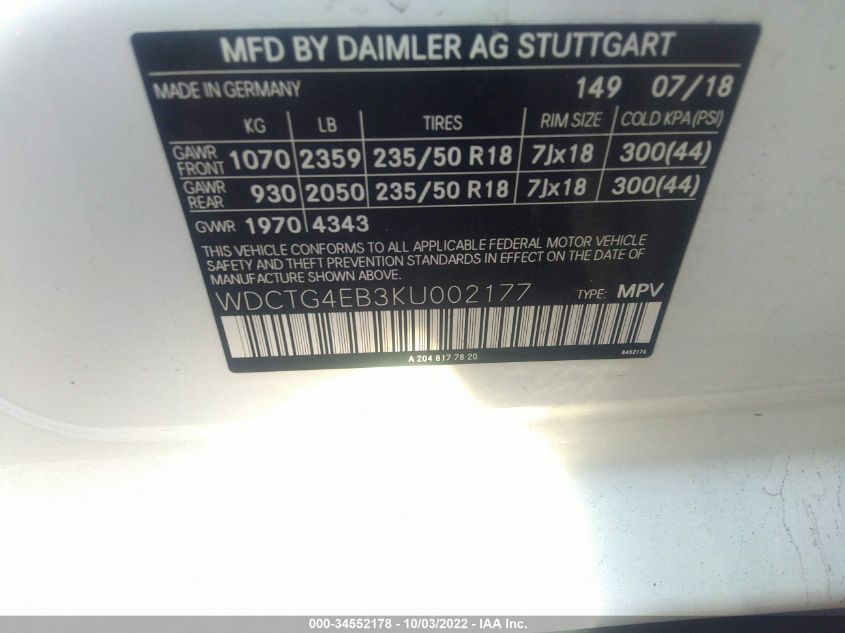 MFD BY DAIMLER AG STUTTGART
MADE IN GERMANY 149 07/18
KG LB TIRES RIM SIZE COLD KPA (PSI)
GAWR FRONT 1070 2359 235/50 R18 7Jx18 300(44)
GAWR REAR 930 2050 235/50 R18 7Jx18 300(44)
GVWR 1970 4343
THIS VEHICLE CONFORMS TO ALL APPLICABLE FEDERAL MOTOR VEHICLE
SAFETY AND THEFT PREVENTION STANDARDS IN EFFECT ON THE DATE OF
MANUFACTURE SHOWN ABOVE.
WDCTG4EB3KU002177 TYPE: MPV
A 204 817 78 20 8452174
000-34552178 - 10/03/2022 - IAA Inc.